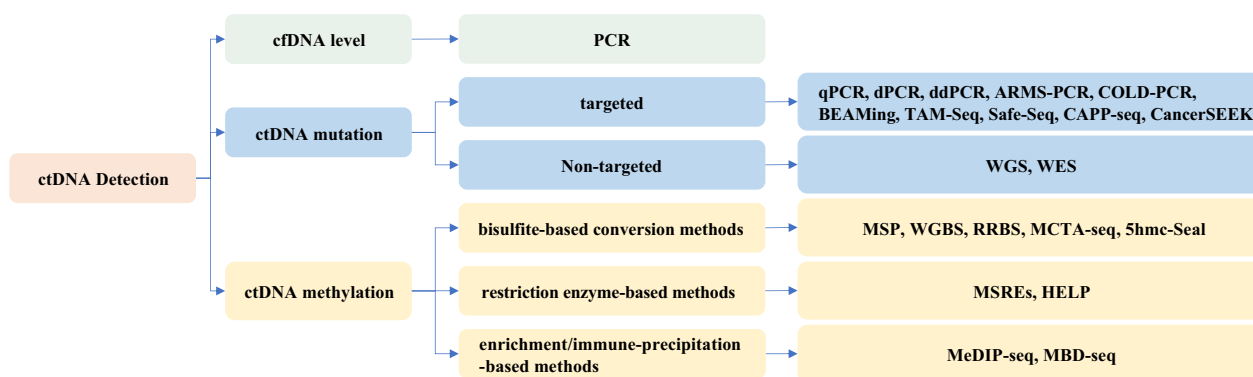 cfDNA level
PCR
targeted
qPCR, dPCR, ddPCR, ARMS-PCR, COLD-PCR,
BEAMing, TAM-Seq, Safe-Seq, CAPP-seq, CancerSEEK
ctDNA mutation
Non-targeted
WGS, WES
ctDNA Detection
bisulfite-based conversion methods
MSP, WGBS, RRBS, MCTA-seq, 5hmc-Seal
ctDNA methylation
restriction enzyme-based methods
MSREs, HELP
enrichment/immune-precipitation
-based methods
MeDIP-seq, MBD-seq